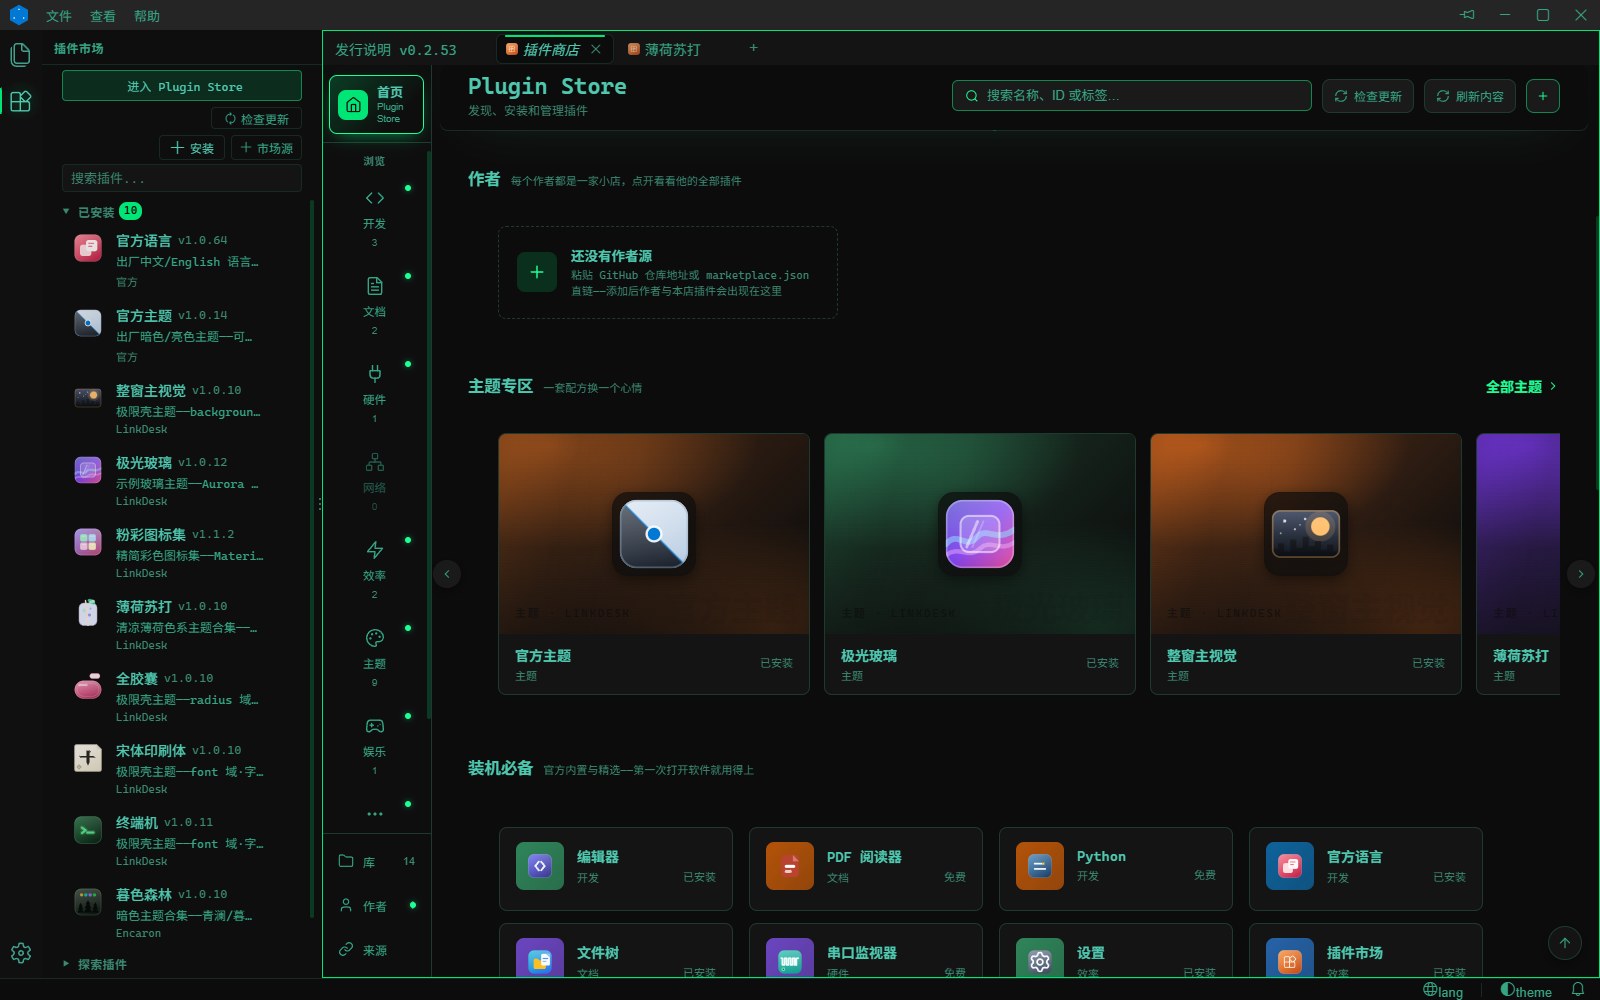 文件 查看 帮助
插件市场
进入 Plugin Store
检查更新
安装
市场源
搜索插件...
已安装 10
官方语言 v1.0.64
出厂中文/English 语言…
官方
官方主题 v1.0.14
出厂暗色/亮色主题——可…
官方
整窗主视觉 v1.0.10
极限壳主题——backgroun…
LinkDesk
极光玻璃 v1.0.12
示例玻璃主题——Aurora …
LinkDesk
粉彩图标集 v1.1.2
精简彩色图标集——Materi…
LinkDesk
薄荷苏打 v1.0.10
清凉薄荷色系主题合集——…
LinkDesk
全胶囊 v1.0.10
极限壳主题——radius 域…
LinkDesk
宋体印刷体 v1.0.10
极限壳主题——font 域·字…
LinkDesk
终端机 v1.0.11
极限壳主题——font 域·字…
LinkDesk
暮色森林 v1.0.10
暗色主题合集——青澜/暮…
Encaron
探索插件
发行说明 v0.2.53
插件商店
薄荷苏打
首页
Plugin
Store
浏览
开发
3
文档
2
硬件
1
网络
0
效率
2
主题
9
娱乐
1
库 14
作者
来源
Plugin Store
发现、安装和管理插件
搜索名称、ID 或标签...
检查更新
刷新内容
作者 每个作者都是一家小店，点开看看他的全部插件
还没有作者源
粘贴 GitHub 仓库地址或 marketplace.json
直链——添加后作者与本店插件会出现在这里
主题专区 一套配方换一个心情
全部主题
主题 · LINKDESK
官方主题
主题
已安装
主题 · LINKDESK
极光玻璃
主题
已安装
主题 · LINKDESK
整窗主视觉
主题
已安装
主题 · LI
薄荷苏打
主题
装机必备 官方内置与精选——第一次打开软件就用得上
编辑器
开发
已安装
PDF 阅读器
文档
免费
Python
开发
免费
官方语言
开发
已安装
文件树
文档
已安装
串口监视器
硬件
免费
设置
效率
已安装
插件市场
效率
已安装
lang
theme